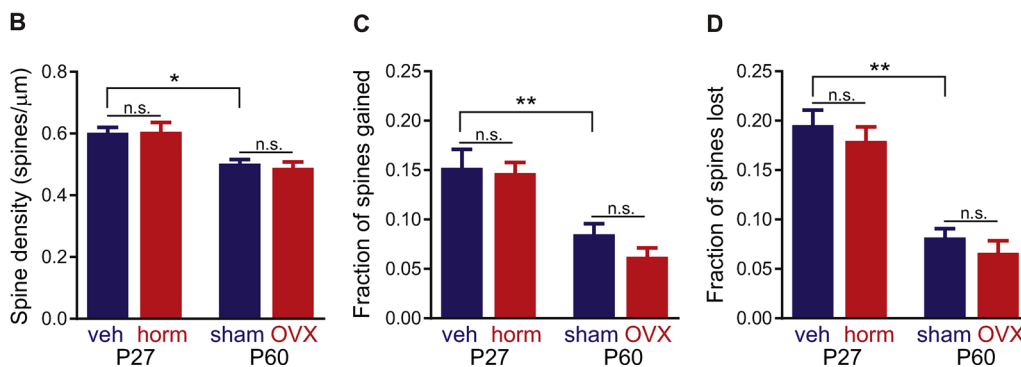 B
Spine density (spines/µm)
0.8
0.6
0.4
0.2
0.0
*
n.s.
n.s.
veh horm sham OVX
P27 P60
C
Fraction of spines gained
0.25
0.20
0.15
0.10
0.05
0.00
**
n.s.
n.s.
veh horm sham OVX
P27 P60
D
Fraction of spines lost
0.25
0.20
0.15
0.10
0.05
0.00
**
n.s.
n.s.
veh horm sham OVX
P27 P60